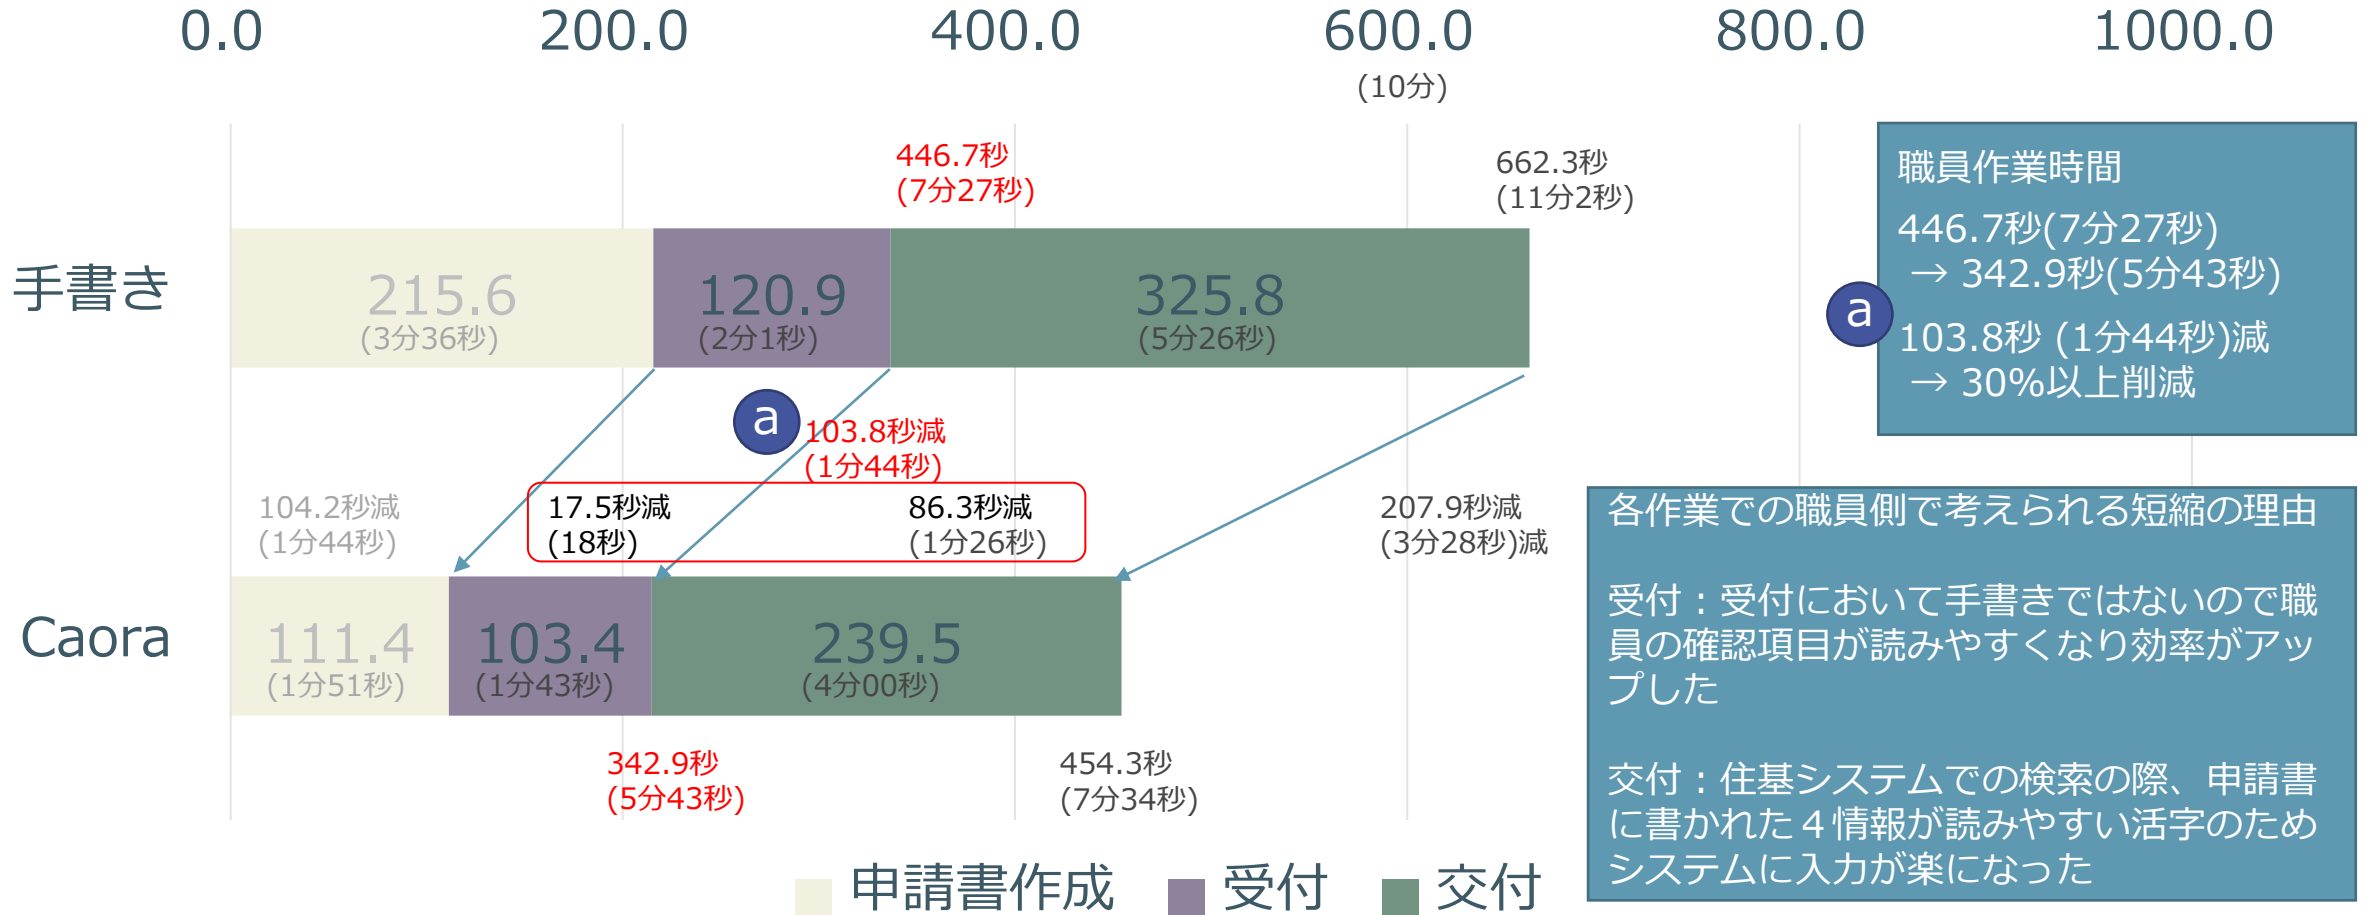 0.0 200.0 400.0 600.0 800.0 1000.0
(10分)
446.7秒
(7分27秒)
662.3秒
(11分2秒)
手書き
215.6
(3分36秒)
120.9
(2分1秒)
325.8
(5分26秒)
a
103.8秒減
(1分44秒)
104.2秒減
(1分44秒)
17.5秒減
(18秒)
86.3秒減
(1分26秒)
207.9秒減
(3分28秒)減
Caora
111.4
(1分51秒)
103.4
(1分43秒)
239.5
(4分00秒)
342.9秒
(5分43秒)
454.3秒
(7分34秒)
申請書作成 受付 交付
a
職員作業時間
446.7秒(7分27秒)
→ 342.9秒(5分43秒)
103.8秒 (1分44秒)減
→ 30%以上削減
各作業での職員側で考えられる短縮の理由
受付：受付において手書きではないので職
員の確認項目が読みやすくなり効率がアッ
プした
交付：住基システムでの検索の際、申請書
に書かれた４情報が読みやすい活字のため
システムに入力が楽になった